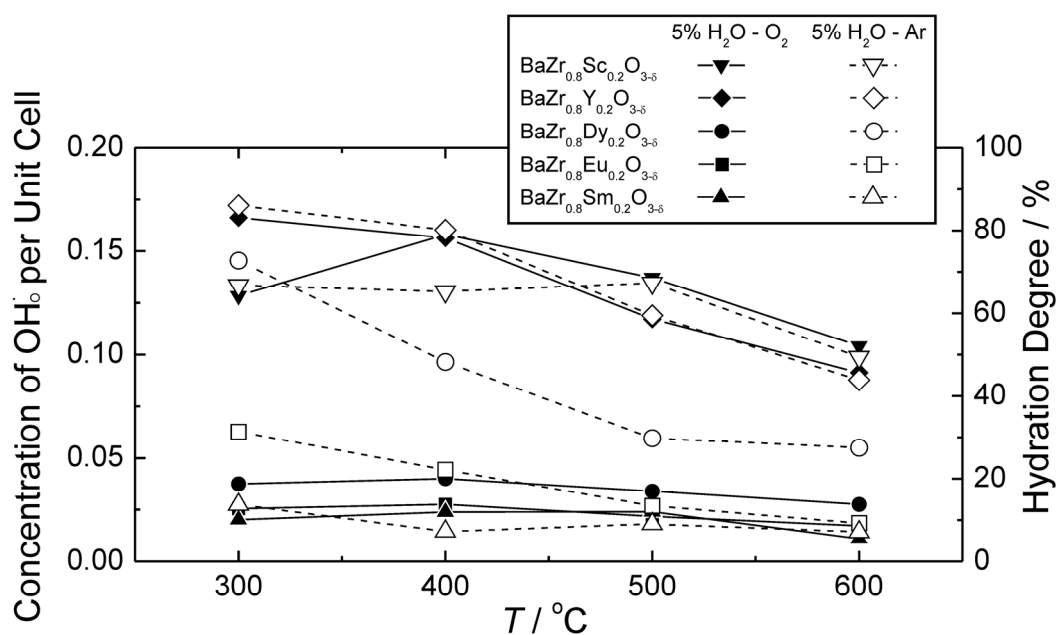 5% H₂O - O₂ 5% H₂O - Ar
BaZr₀.₈Sc₀.₂O₃₋δ
BaZr₀.₈Y₀.₂O₃₋δ
BaZr₀.₈Dy₀.₂O₃₋δ
BaZr₀.₈Eu₀.₂O₃₋δ
BaZr₀.₈Sm₀.₂O₃₋δ
Concentration of OH·ₒ per Unit Cell
0.20
0.15
0.10
0.05
0.00
100
80
60
40
20
0
Hydration Degree / %
300 400 500 600
T / °C